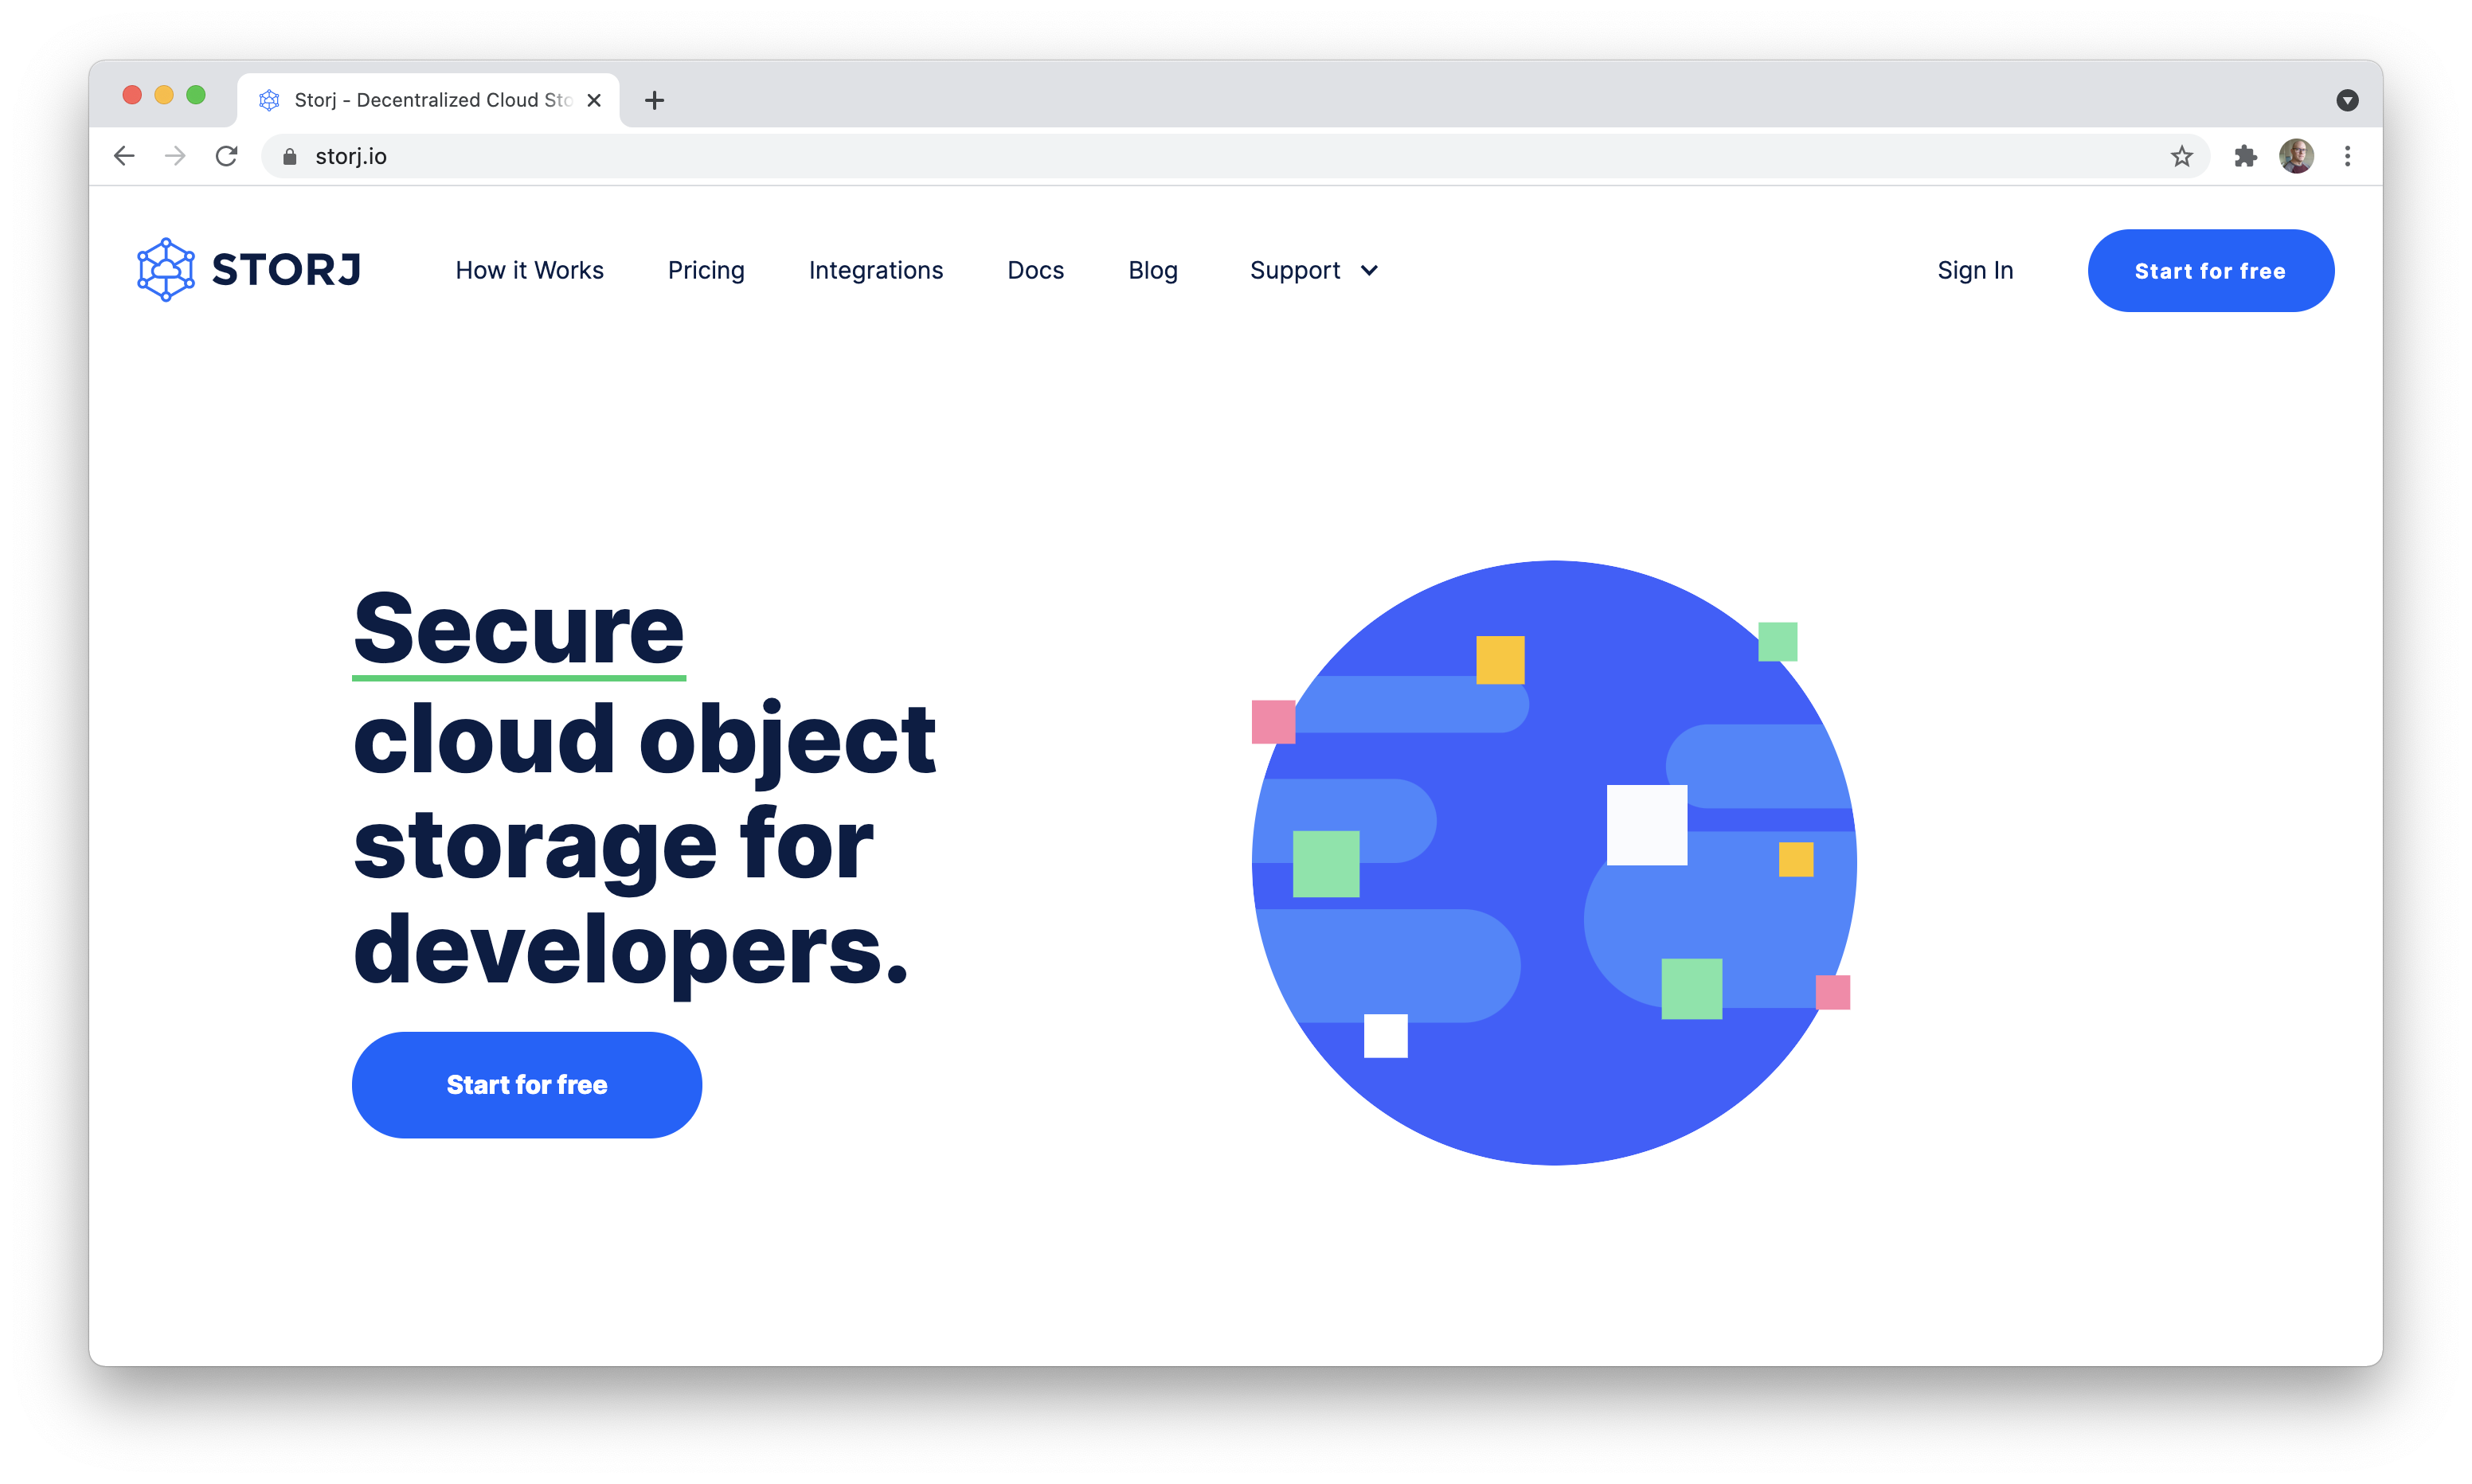 Storj - Decentralized Cloud Sto
storj.io
STORJ
How it Works
Pricing
Integrations
Docs
Blog
Support
Sign In
Start for free
Secure
cloud object
storage for
developers.
Start for free